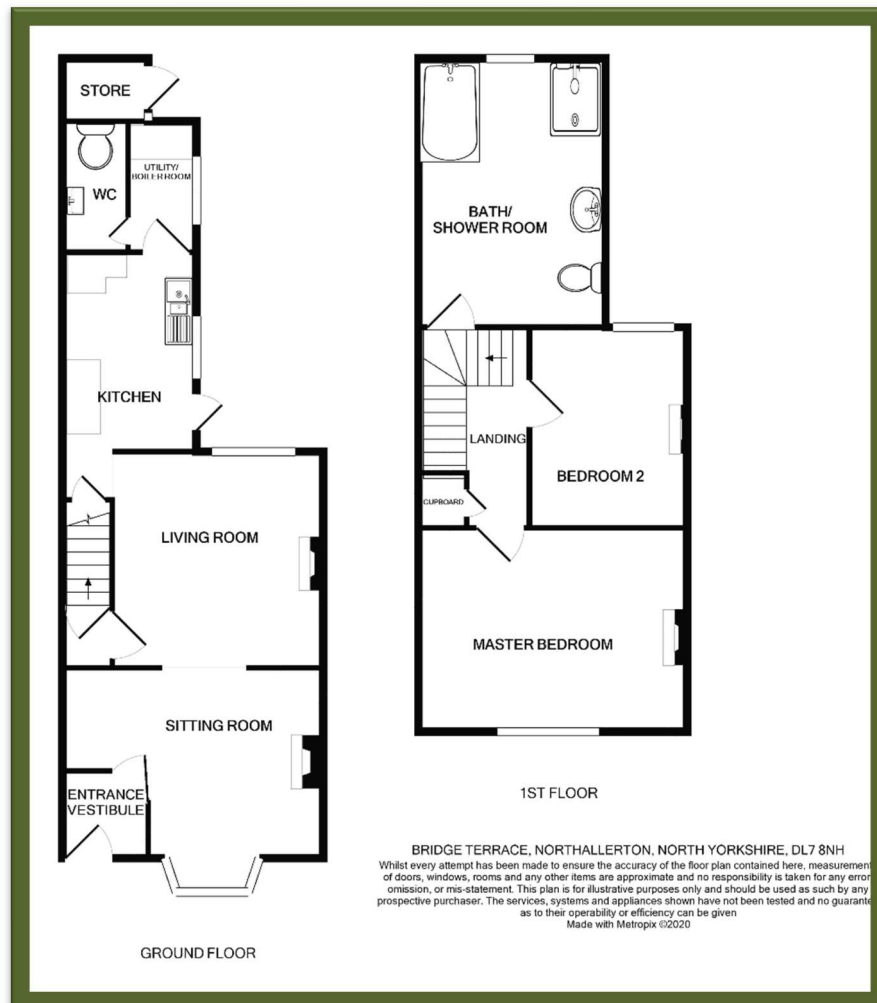 STORE
UTILITY/
BOILER ROOM
WC
KITCHEN
LIVING ROOM
SITTING ROOM
ENTRANCE
VESTIBULE
GROUND FLOOR
BATH/
SHOWER ROOM
LANDING
BEDROOM 2
CUPBOARD
MASTER BEDROOM
1ST FLOOR
BRIDGE TERRACE, NORTHALLERTON, NORTH YORKSHIRE, DL7 8NH
Whilst every attempt has been made to ensure the accuracy of the floor plan contained here, measurement
of doors, windows, rooms and any other items are approximate and no responsibility is taken for any error
omission, or mis-statement. This plan is for illustrative purposes only and should be used as such by any
prospective purchaser. The services, systems and appliances shown have not been tested and no guarante
as to their operability or efficiency can be given
Made with Metropix ©2020